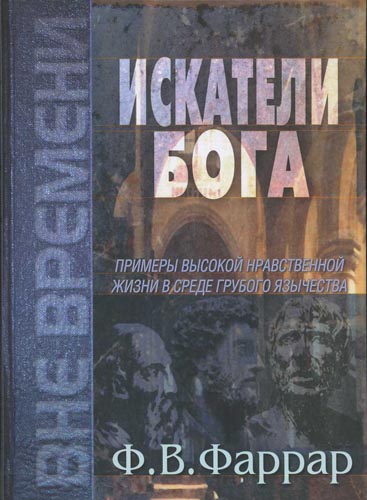 ВНЕ ВРЕМЕНИ
ИСКАТЕЛИ
БОГА
ПРИМЕРЫ ВЫСОКОЙ НРАВСТВЕННОЙ
ЖИЗНИ В СРЕДЕ ГРУБОГО ЯЗЫЧЕСТВА
Ф.В.Фаррар